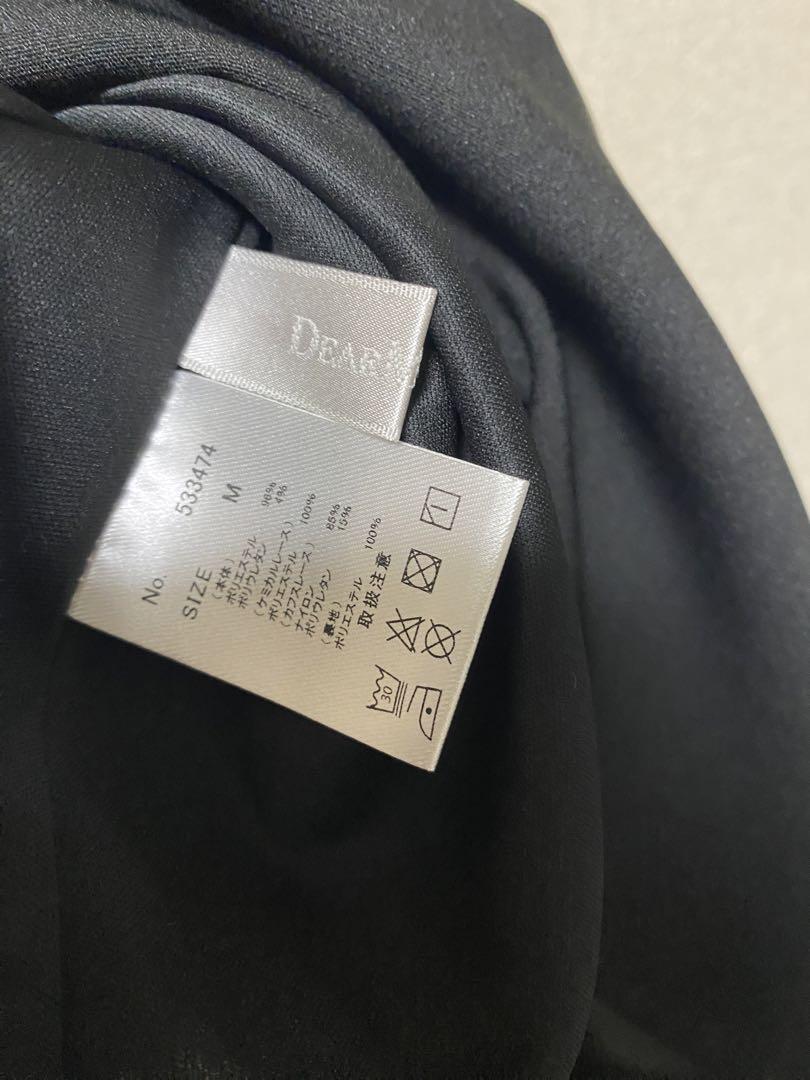 DEAR
No. 533474
SIZE M
(本体)
ポリエステル 96%
ポリウレタン 4%
(ケミカルレース)
ポリエステル 100%
(カフスレース)
ナイロン 85%
ポリウレタン 15%
(裏地)
ポリエステル 100%
取扱注意
30